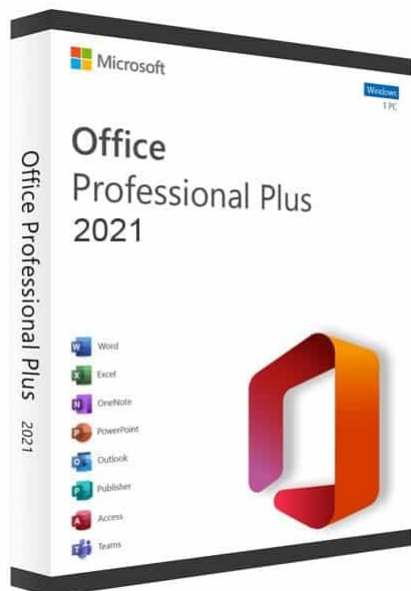 Microsoft
Windows
1 PC
Office
Professional Plus
2021
Office Professional Plus 2021
W Word
X Excel
N OneNote
P PowerPoint
O Outlook
P Publisher
A Access
T Teams